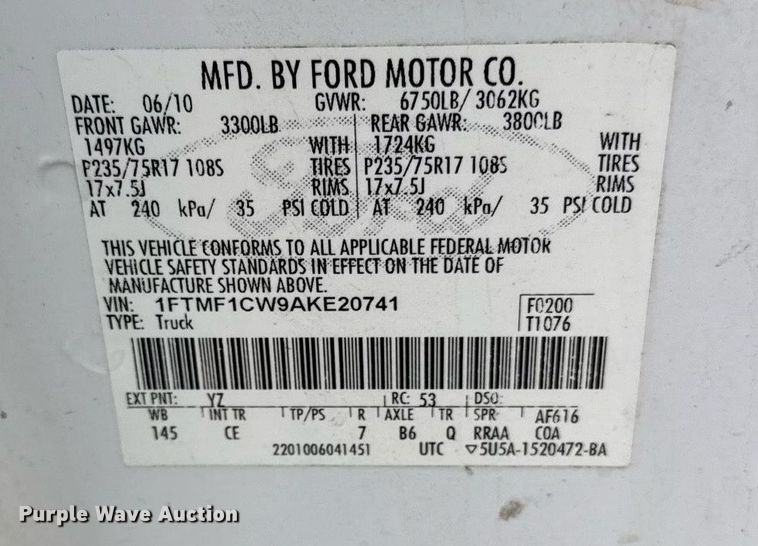 MFD. BY FORD MOTOR CO.
DATE: 06/10 GVWR: 6750LB/ 3062KG
FRONT GAWR: 3300LB REAR GAWR: 3800LB
1497KG WITH 1724KG WITH
P235/75R17 108S TIRES P235/75R17 108S TIRES
17x7.5J RIMS 17x7.5J RIMS
AT 240 kPa/ 35 PSI COLD AT 240 kPa/ 35 PSI COLD
Ford
THIS VEHICLE CONFORMS TO ALL APPLICABLE FEDERAL MOTOR
VEHICLE SAFETY STANDARDS IN EFFECT ON THE DATE OF
MANUFACTURE SHOWN ABOVE.
VIN: 1FTMF1CW9AKE20741 F0200
TYPE: Truck T1076
EXT PNT: YZ RC: 53 DSO:
WB INT TR TP/PS R AXLE TR SPR AF616
145 CE 7 B6 Q RRAA COA
2201006041451 UTC ▽5U5A-1520472-BA
Purple Wave Auction